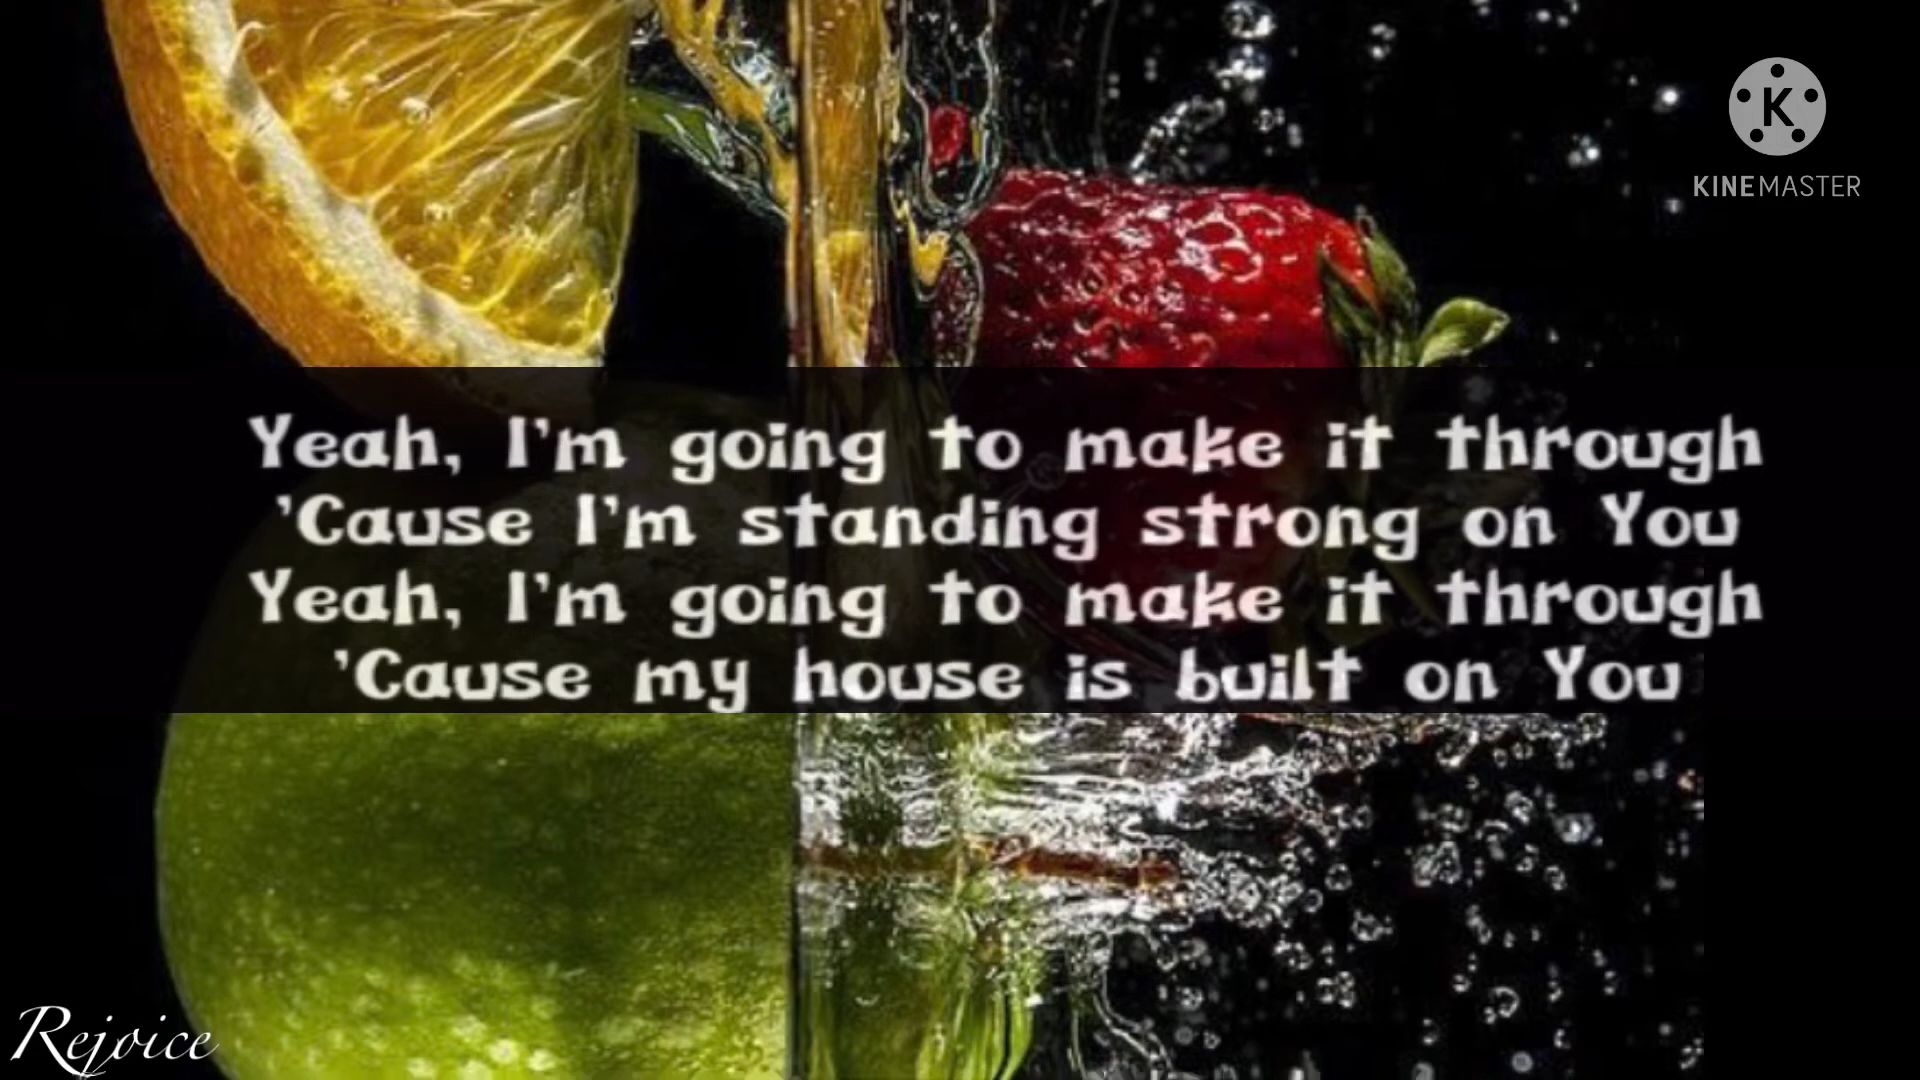 KINEMASTER
Yeah, I'm going to make it through
'Cause I'm standing strong on You
Yeah, I'm going to make it through
'Cause my house is built on You
Rejoice